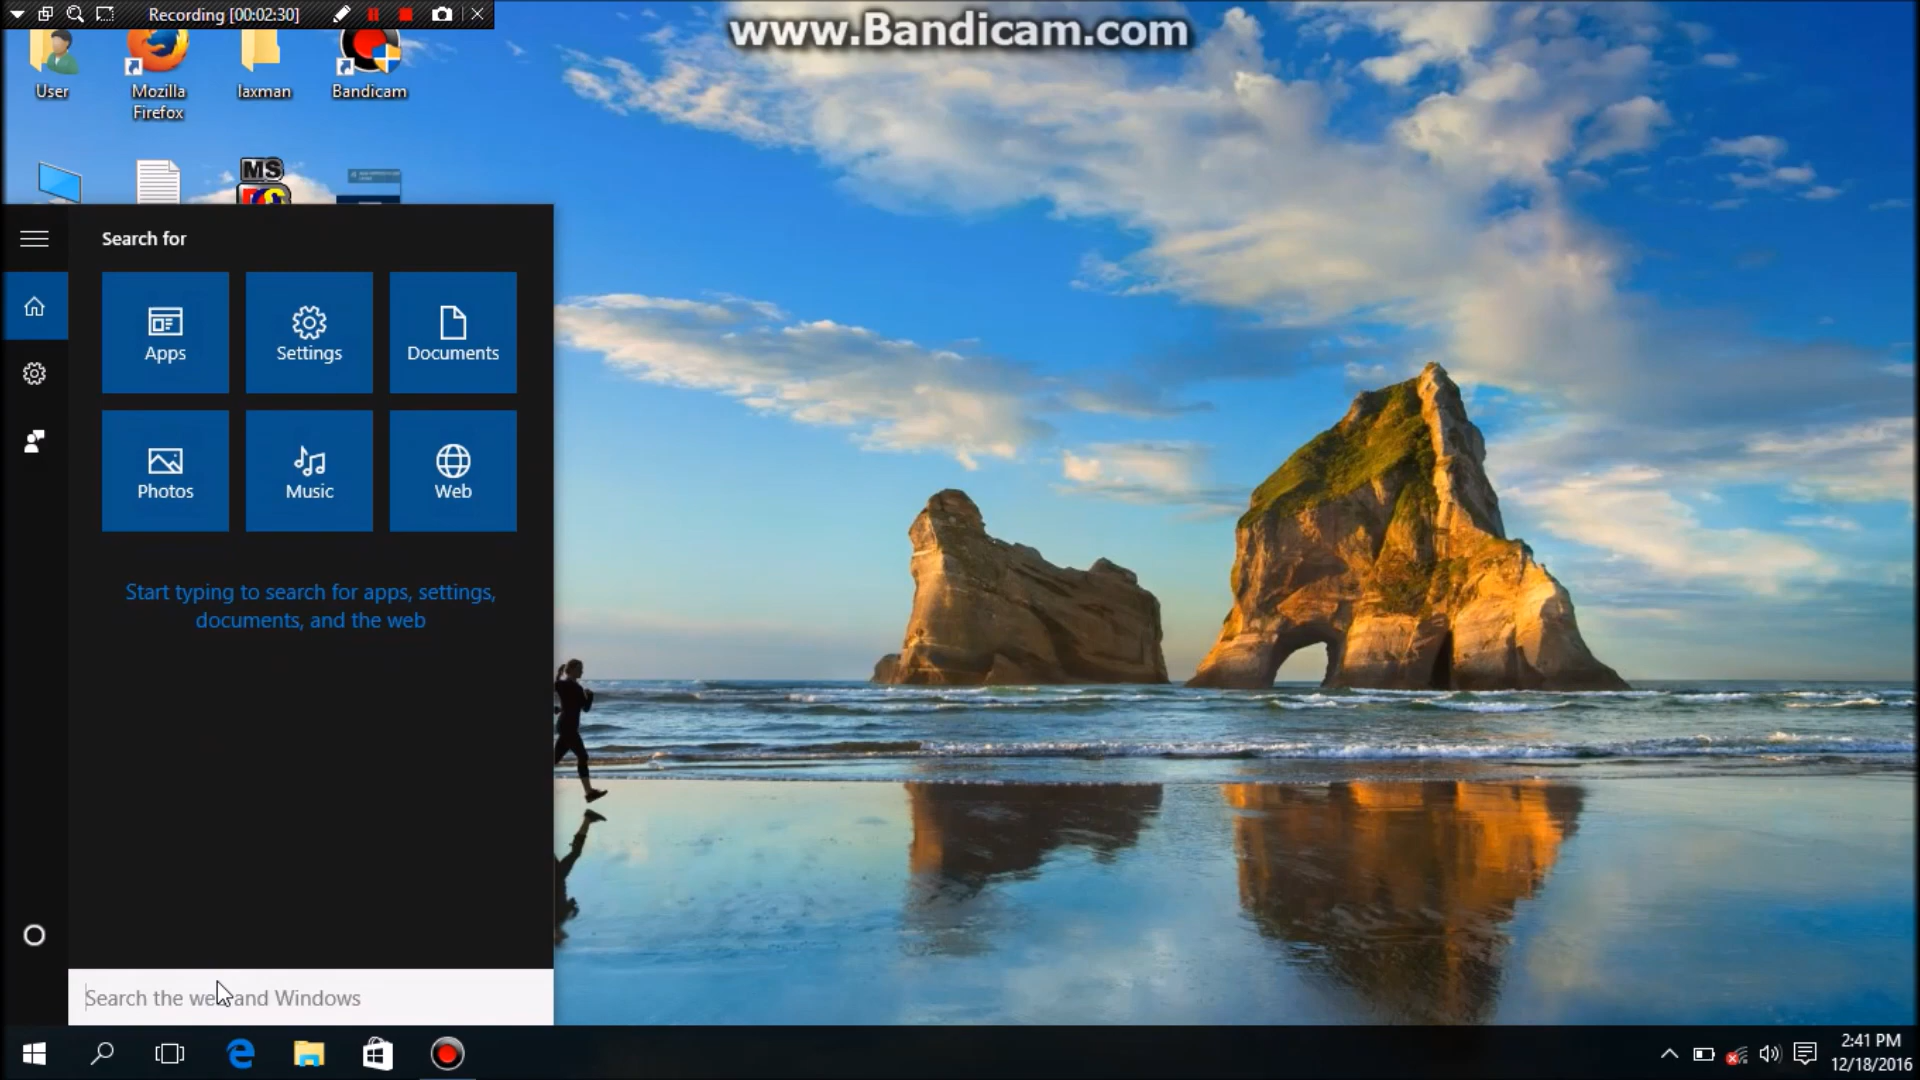 Recording [00:02:30]
www.Bandicam.com
User
Mozilla
Firefox
laxman
Bandicam
MS
Search for
Apps
Settings
Documents
Photos
Music
Web
Start typing to search for apps, settings,
documents, and the web
Search the web and Windows
2:41 PM
12/18/2016